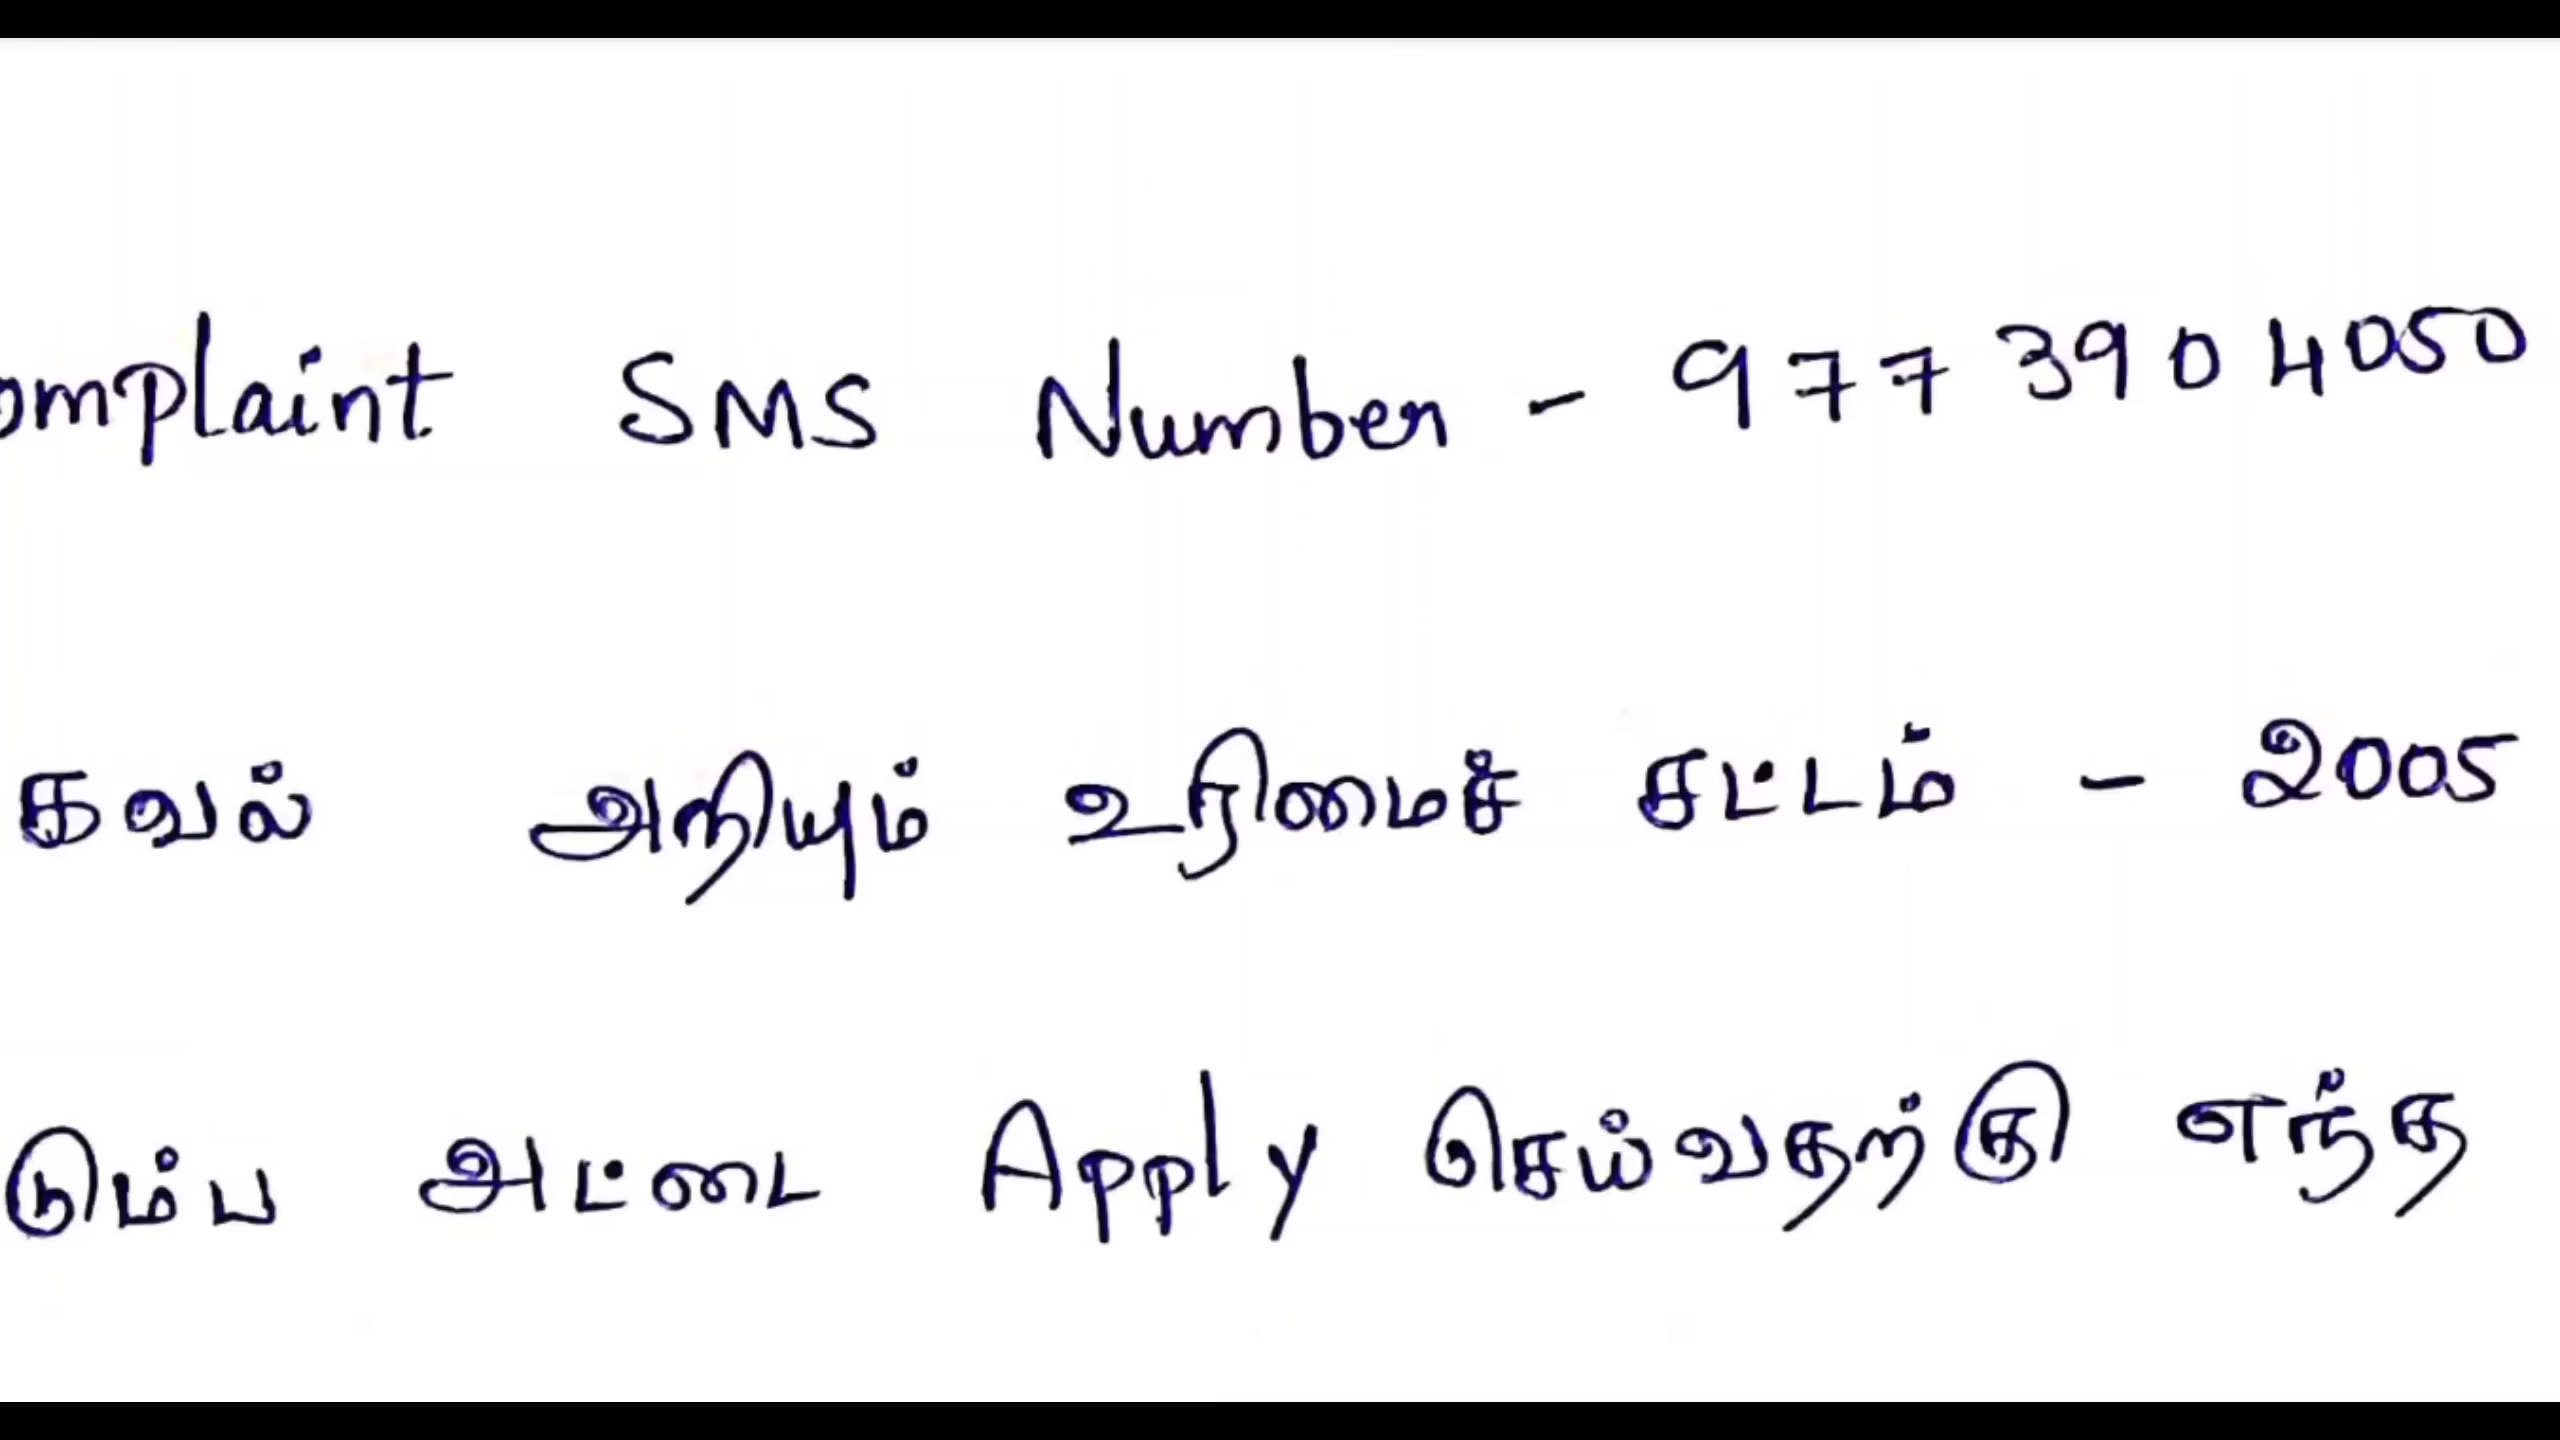 omplaint SMS Number - 9773904050
கவல் அறியும் உரிமைச் சட்டம் - 2005
டும்ப அட்டை Apply செய்வதற்கு எந்த